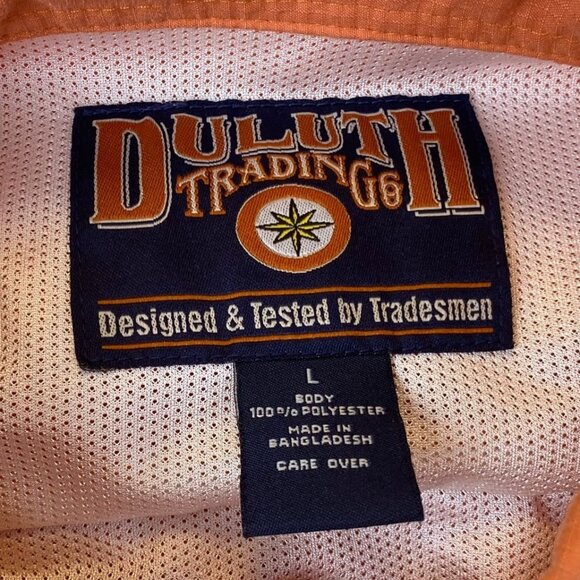 DULUTH
TRADING Co
Designed & Tested by Tradesmen
L
BODY
100% POLYESTER
MADE IN
BANGLADESH
CARE OVER